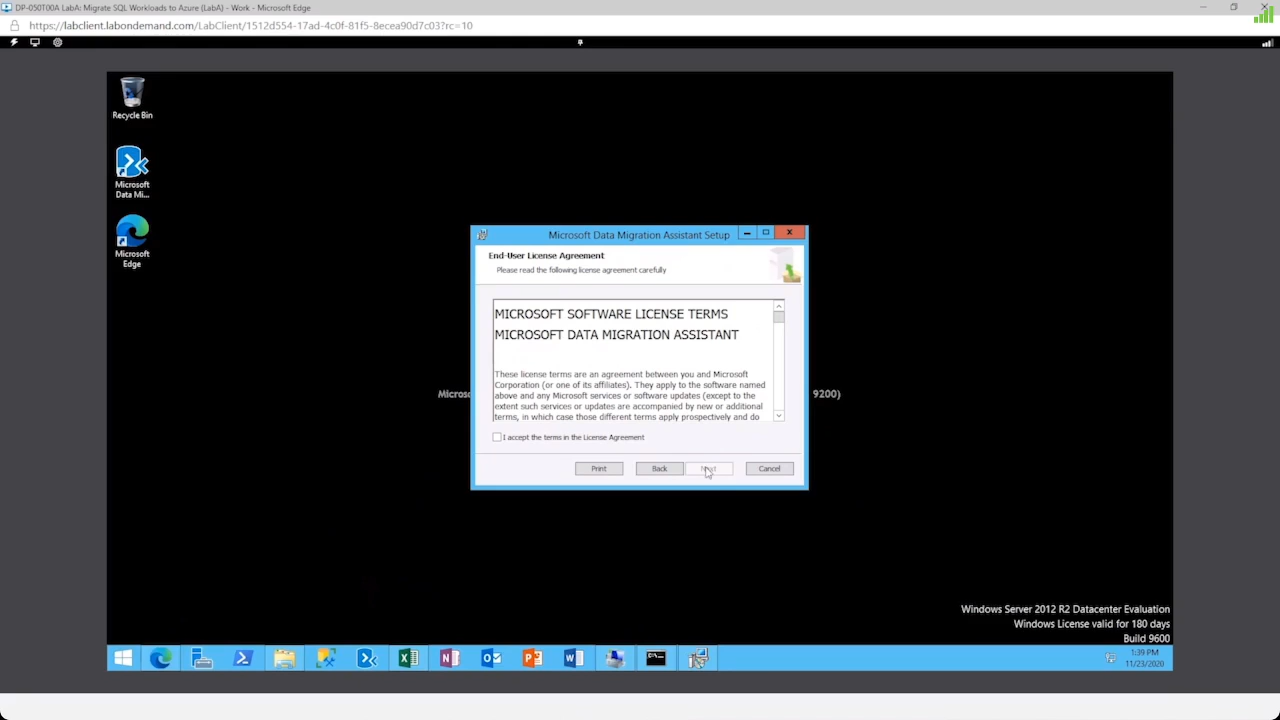 DP-050T00A LabA: Migrate SQL Workloads to Azure (LabA) - Work - Microsoft Edge
https://labclient.labondemand.com/LabClient/1512d554-17ad-4c0f-81f5-8ecea90d7c03?rc=10
Recycle Bin
Microsoft
Data Mi...
Microsoft
Edge
Microsoft Data Migration Assistant Setup
End-User License Agreement
Please read the following license agreement carefully
MICROSOFT SOFTWARE LICENSE TERMS
MICROSOFT DATA MIGRATION ASSISTANT
These license terms are an agreement between you and Microsoft
Corporation (or one of its affiliates). They apply to the software named
above and any Microsoft services or software updates (except to the
extent such services or updates are accompanied by new or additional
terms, in which case those different terms apply prospectively and do
9200)
I accept the terms in the License Agreement
Print
Back
Next
Cancel
Windows Server 2012 R2 Datacenter Evaluation
Windows License valid for 180 days
Build 9600
1:39 PM
11/23/2020